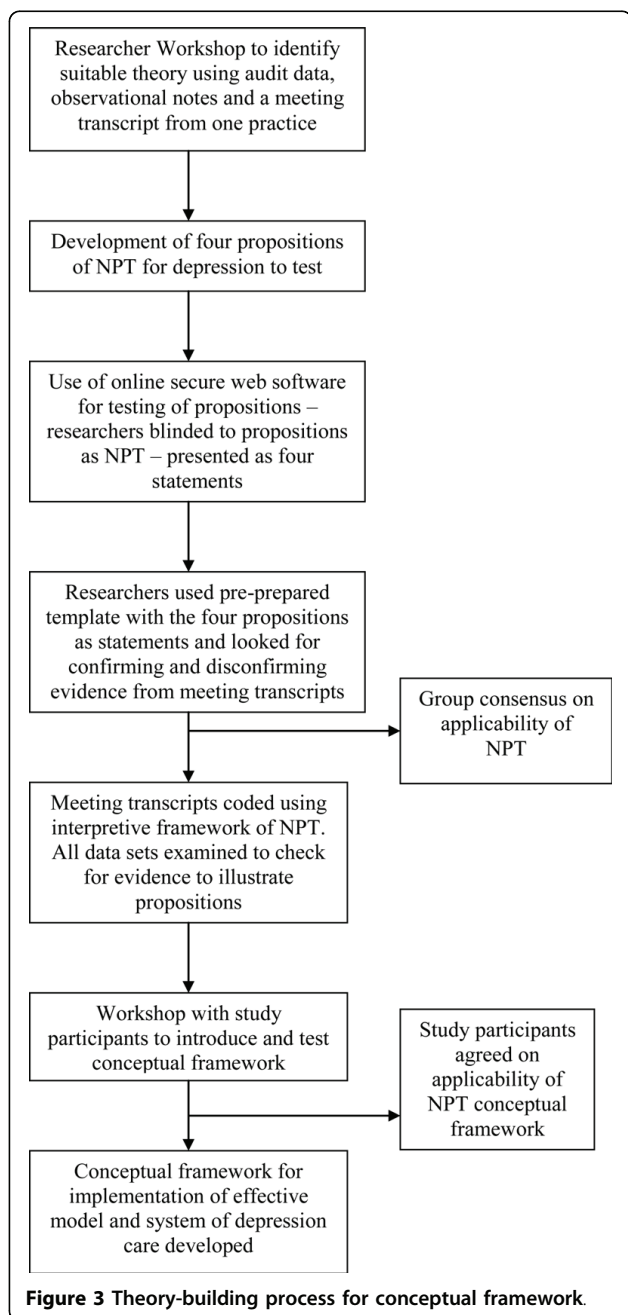 Researcher Workshop to identify
suitable theory using audit data,
observational notes and a meeting
transcript from one practice
Development of four propositions
of NPT for depression to test
Use of online secure web software
for testing of propositions –
researchers blinded to propositions
as NPT – presented as four
statements
Researchers used pre-prepared
template with the four propositions
as statements and looked for
confirming and disconfirming
evidence from meeting transcripts
Group consensus on
applicability of
NPT
Meeting transcripts coded using
interpretive framework of NPT.
All data sets examined to check
for evidence to illustrate
propositions
Workshop with study
participants to introduce and test
conceptual framework
Study participants
agreed on
applicability of
NPT conceptual
framework
Conceptual framework for
implementation of effective
model and system of depression
care developed
Figure 3 Theory-building process for conceptual framework.